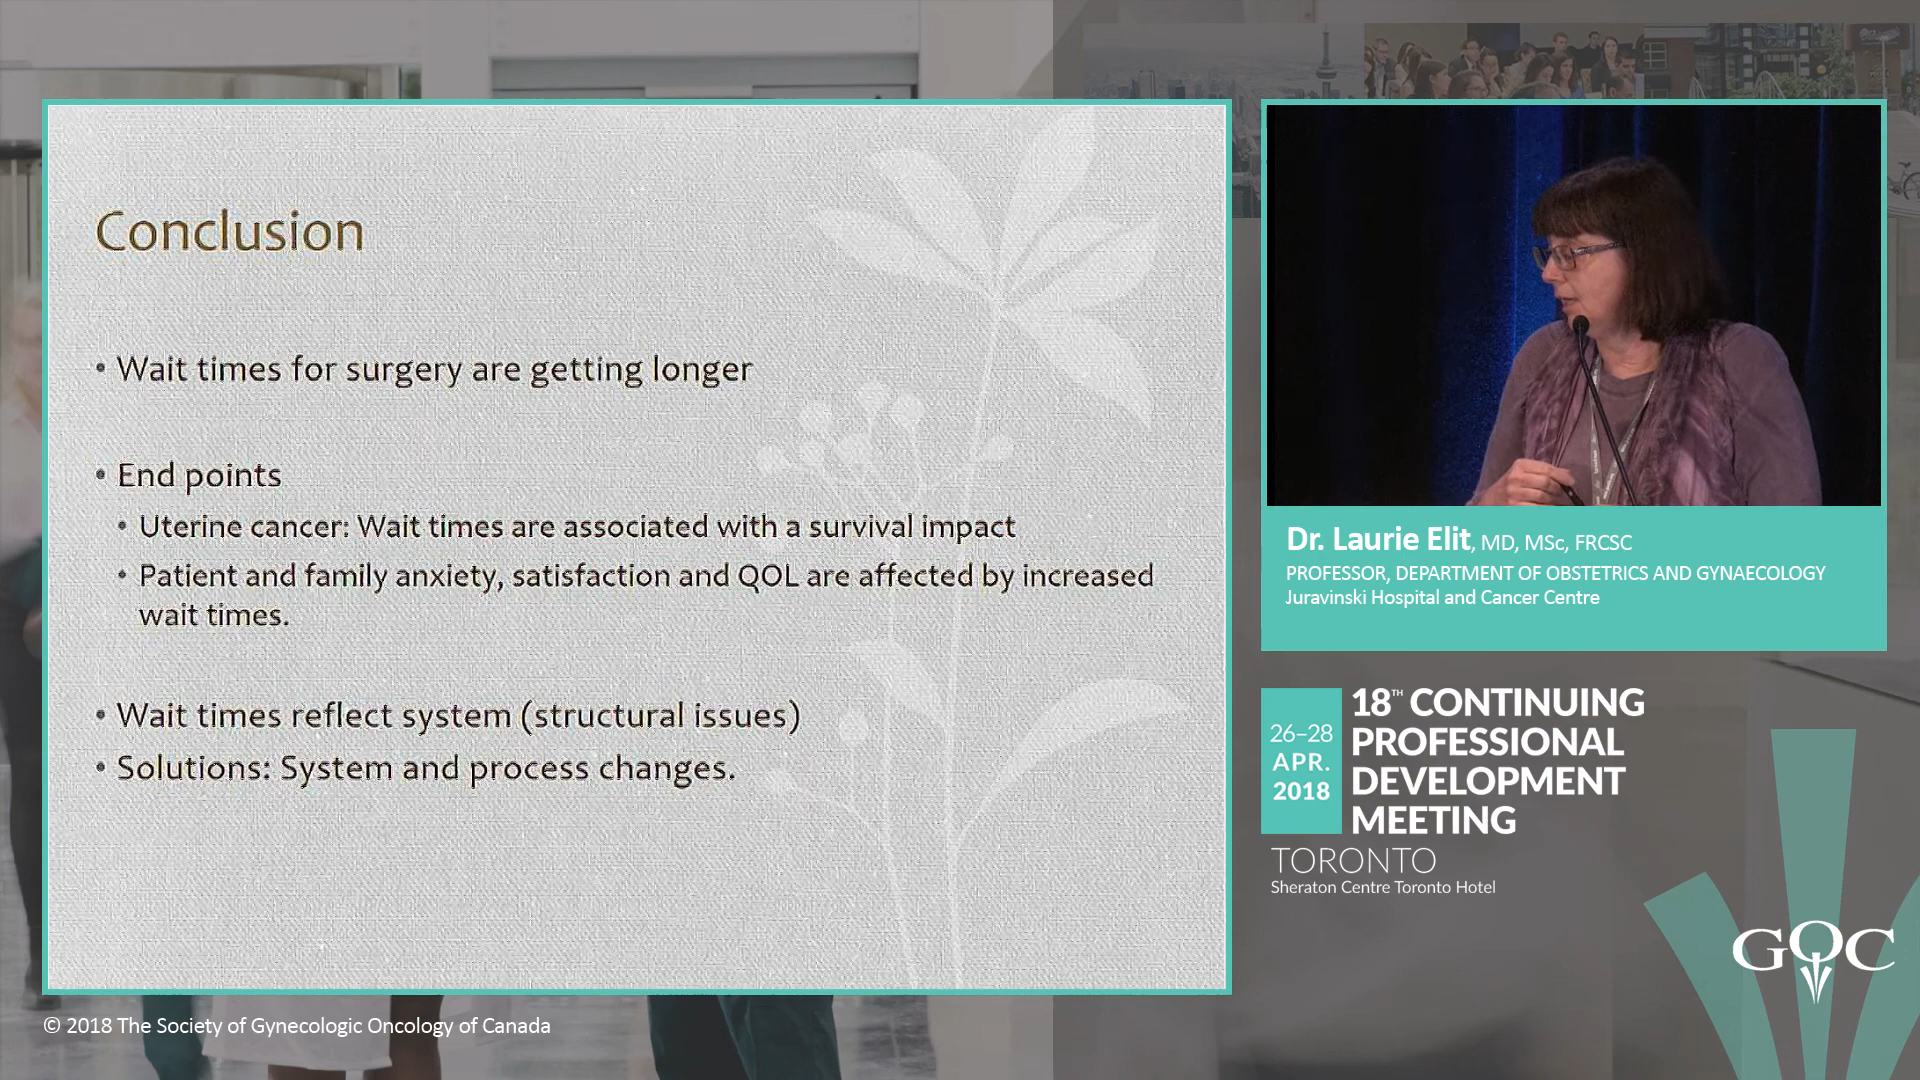 Conclusion
• Wait times for surgery are getting longer
• End points
• Uterine cancer: Wait times are associated with a survival impact
• Patient and family anxiety, satisfaction and QOL are affected by increased
wait times.
• Wait times reflect system (structural issues)
• Solutions: System and process changes.
Dr. Laurie Elit, MD, MSc, FRCSC
PROFESSOR, DEPARTMENT OF OBSTETRICS AND GYNAECOLOGY
Juravinski Hospital and Cancer Centre
26–28
APR.
2018
18TH CONTINUING
PROFESSIONAL
DEVELOPMENT
MEETING
TORONTO
Sheraton Centre Toronto Hotel
GOC
© 2018 The Society of Gynecologic Oncology of Canada